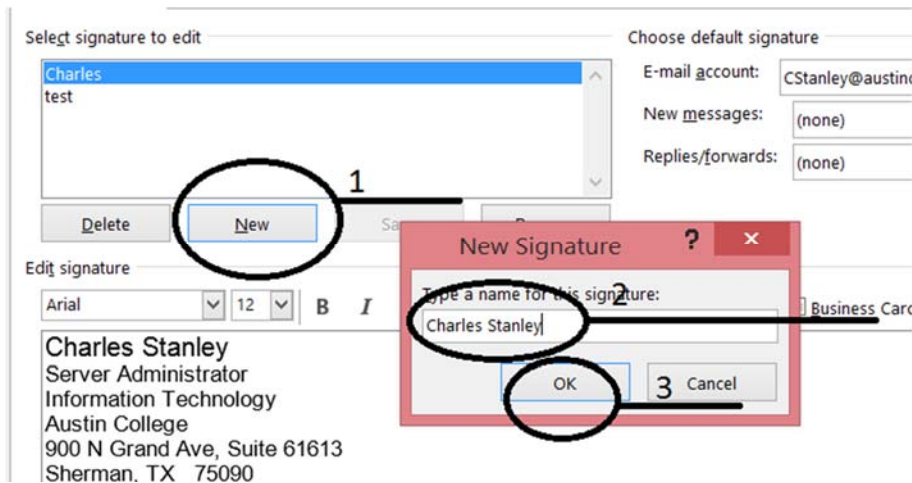 Select signature to edit
Choose default signature
Charles
test
E-mail account:
CStanley@austinc
New messages:
(none)
Replies/forwards:
(none)
1
Delete
New
Edit signature
Arial
12
B
I
New Signature
?
×
Type a name for this signature:
2
Charles Stanley
OK
3
Cancel
Business Card
Charles Stanley
Server Administrator
Information Technology
Austin College
900 N Grand Ave, Suite 61613
Sherman, TX 75090